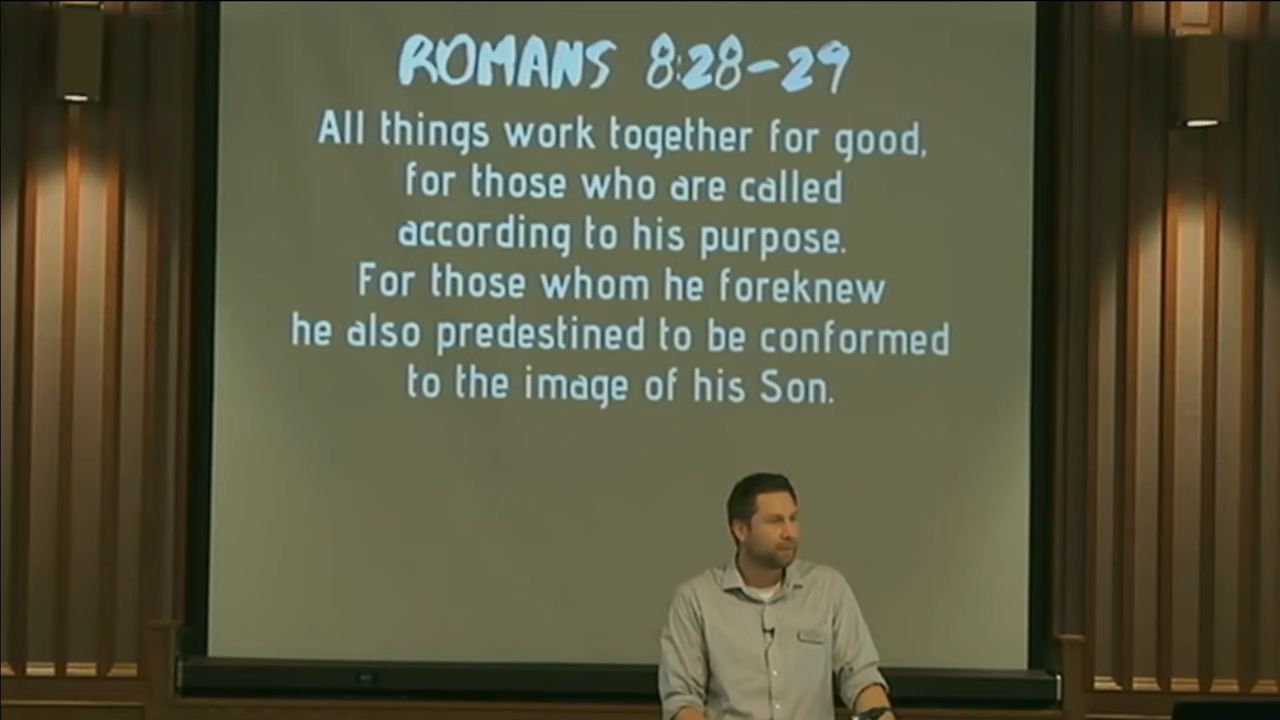 ROMANS 8:28-29
All things work together for good,
for those who are called
according to his purpose.
For those whom he foreknew
he also predestined to be conformed
to the image of his Son.